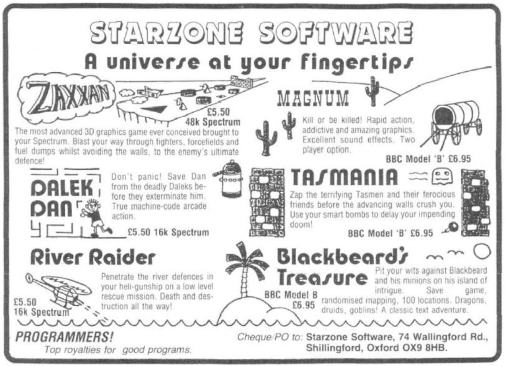 STARZONE SOFTWARE
A universe at your fingertips
ZAXXAN
£5.50
48k Spectrum
The most advanced 3D graphics game ever conceived brought to
your Spectrum. Blast your way through fighters, forcefields and
fuel dumps whilst avoiding the walls, to the enemy's ultimate
defence!
MAGNUM
Kill or be killed! Rapid action,
addictive and amazing graphics.
Excellent sound effects. Two
player option.
BBC Model 'B' £6.95
DALEK
DAN
Don't panic! Save Dan
from the deadly Daleks be-
fore they exterminate him.
True machine-code arcade
action.
£5.50 16k Spectrum
TASMANIA
Zap the terrifying Tasmen and their ferocious
friends before the advancing walls crush you.
Use your smart bombs to delay your impending
doom!
BBC Model 'B' £6.95
River Raider
Penetrate the river defences in
your heli-gunship on a low level
rescue mission. Death and des-
truction all the way!
£5.50
16k Spectrum
Blackbeard's
Treasure
BBC Model B
£6.95
Pit your wits against Blackbeard
and his minions on his island of
intrigue. Save game,
randomised mapping, 100 locations. Dragons,
druids, goblins! A classic text adventure.
PROGRAMMERS!
Top royalties for good programs.
Cheque/PO to: Starzone Software, 74 Wallingford Rd.,
Shillingford, Oxford OX9 8HB.